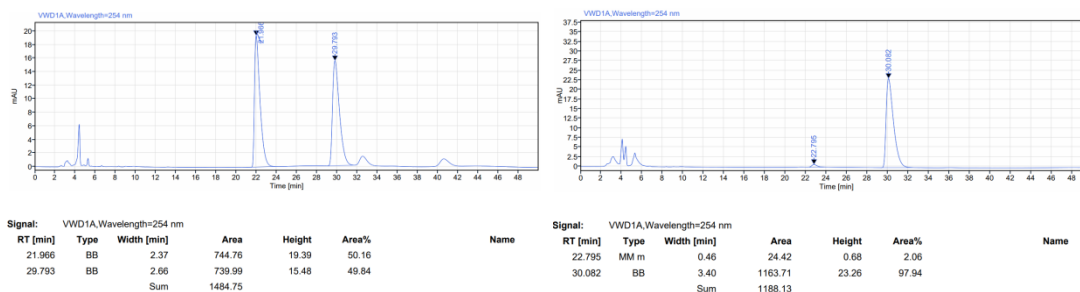 VWD1A,Wavelength=254 nm
mAU
20
18
16
14
12
10
8
6
4
2
0
21.966
29.793
0 2 4 6 8 10 12 14 16 18 20 22 24 26 28 30 32 34 36 38 40 42 44 46 48
Time [min]
Signal: VWD1A,Wavelength=254 nm
RT [min] Type Width [min] Area Height Area% Name
21.966 BB 2.37 744.76 19.39 50.16
29.793 BB 2.66 739.99 15.48 49.84
Sum 1484.75
VWD1A,Wavelength=254 nm
mAU
37.5
35
32.5
30
27.5
25
22.5
20
17.5
15
12.5
10
7.5
5
2.5
0
22.795
30.082
0 2 4 6 8 10 12 14 16 18 20 22 24 26 28 30 32 34 36 38 40 42 44 46 48
Time [min]
Signal: VWD1A,Wavelength=254 nm
RT [min] Type Width [min] Area Height Area% Name
22.795 MM m 0.46 24.42 0.68 2.06
30.082 BB 3.40 1163.71 23.26 97.94
Sum 1188.13